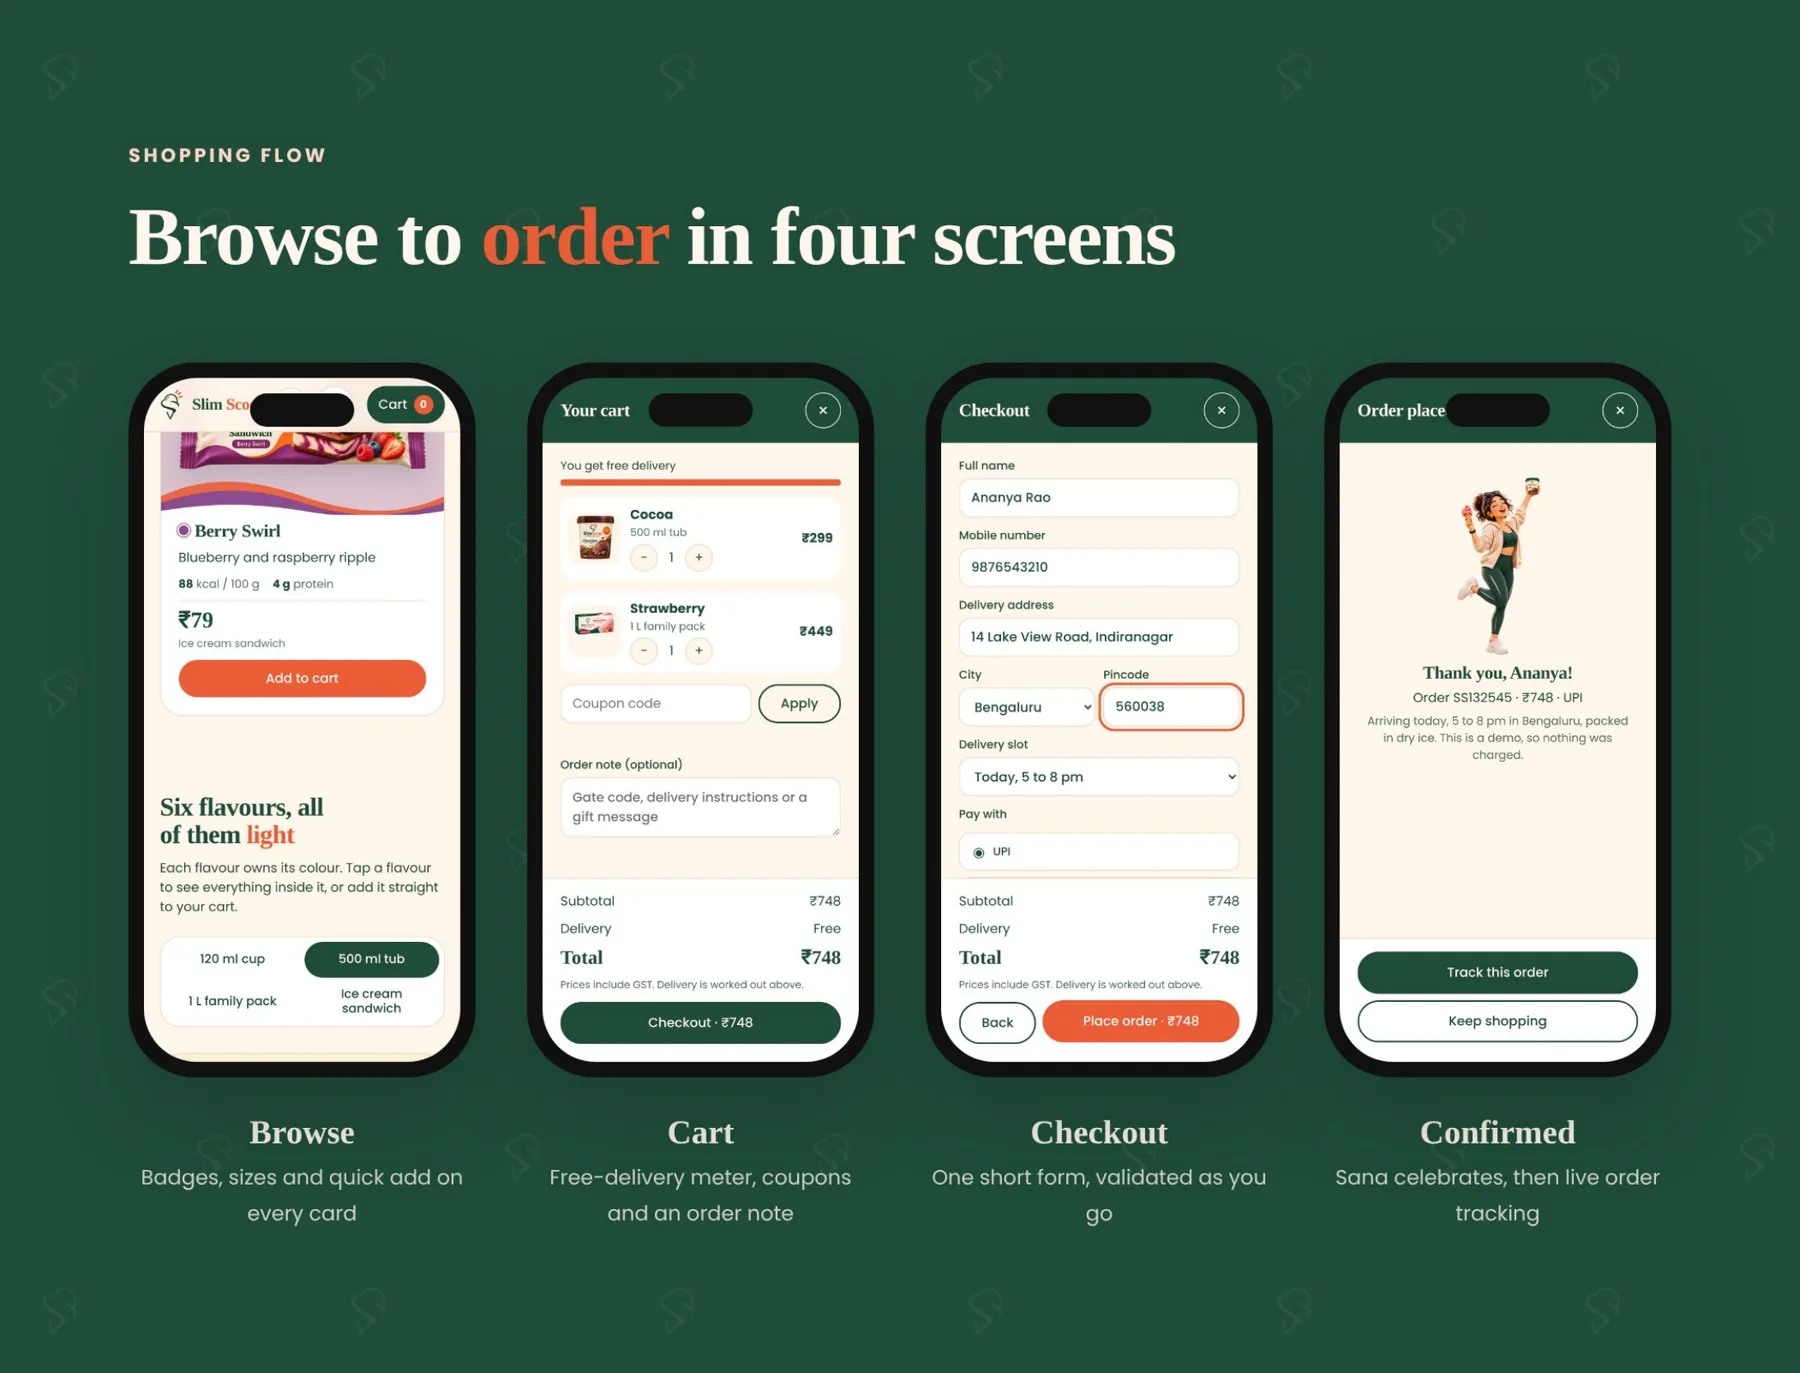 SHOPPING FLOW
Browse to order in four screens
Slim Sco
Cart 0
Sandwich
Berry Swirl
Berry Swirl
Blueberry and raspberry ripple
88 kcal / 100 g 4 g protein
₹79
Ice cream sandwich
Add to cart
Six flavours, all
of them light
Each flavour owns its colour. Tap a flavour
to see everything inside it, or add it straight
to your cart.
120 ml cup
500 ml tub
1 L family pack
Ice cream
sandwich
Browse
Badges, sizes and quick add on
every card
Your cart
×
You get free delivery
Cocoa
500 ml tub
₹299
− 1 +
Strawberry
1 L family pack
₹449
− 1 +
Coupon code
Apply
Order note (optional)
Gate code, delivery instructions or a
gift message
Subtotal ₹748
Delivery Free
Total ₹748
Prices include GST. Delivery is worked out above.
Checkout · ₹748
Cart
Free-delivery meter, coupons
and an order note
Checkout
×
Full name
Ananya Rao
Mobile number
9876543210
Delivery address
14 Lake View Road, Indiranagar
City Pincode
Bengaluru 560038
Delivery slot
Today, 5 to 8 pm
Pay with
UPI
Subtotal ₹748
Delivery Free
Total ₹748
Prices include GST. Delivery is worked out above.
Back
Place order · ₹748
Checkout
One short form, validated as you
go
Order place
×
Thank you, Ananya!
Order SS132545 · ₹748 · UPI
Arriving today, 5 to 8 pm in Bengaluru, packed
in dry ice. This is a demo, so nothing was
charged.
Track this order
Keep shopping
Confirmed
Sana celebrates, then live order
tracking